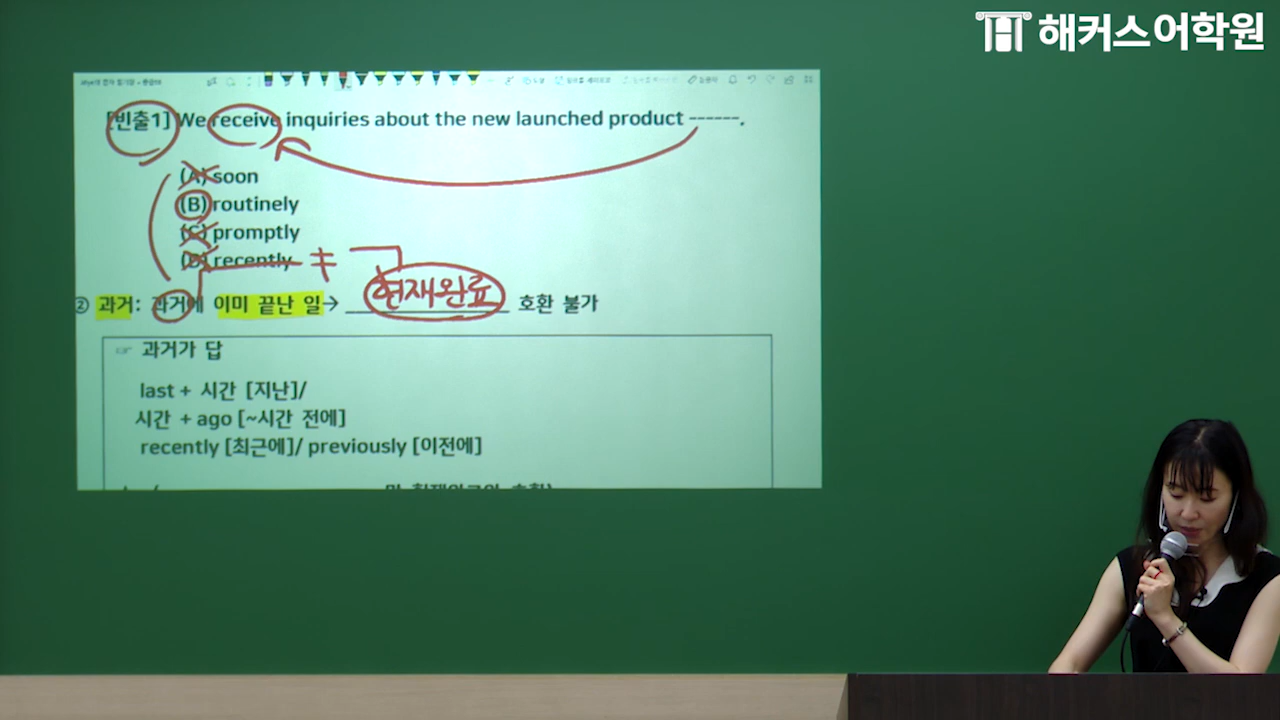 해커스어학원
[빈출1] We receive inquiries about the new launched product ------.
(A) soon
(B) routinely
(C) promptly
(D) recently ≠
② 과거: 과거에 이미 끝난 일→ 현재완료 호환 불가
☞ 과거가 답
last + 시간 [지난]/
시간 + ago [~시간 전에]
recently [최근에]/ previously [이전에]